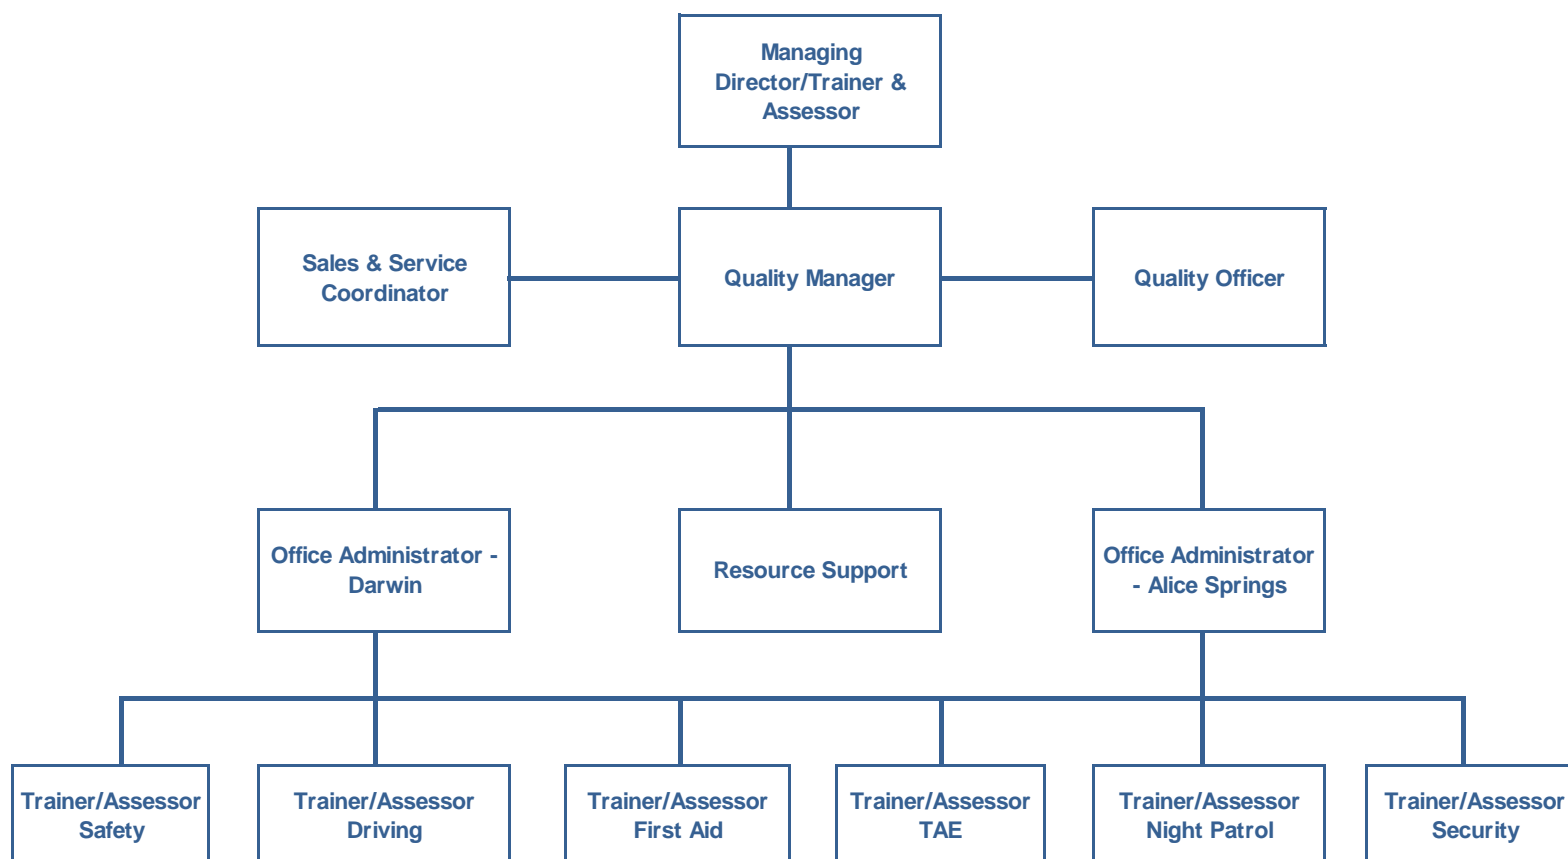 Managing
Director/Trainer &
Assessor
Sales & Service
Coordinator
Quality Manager
Quality Officer
Office Administrator -
Darwin
Resource Support
Office Administrator
- Alice Springs
Trainer/Assessor
Safety
Trainer/Assessor
Driving
Trainer/Assessor
First Aid
Trainer/Assessor
TAE
Trainer/Assessor
Night Patrol
Trainer/Assessor
Security